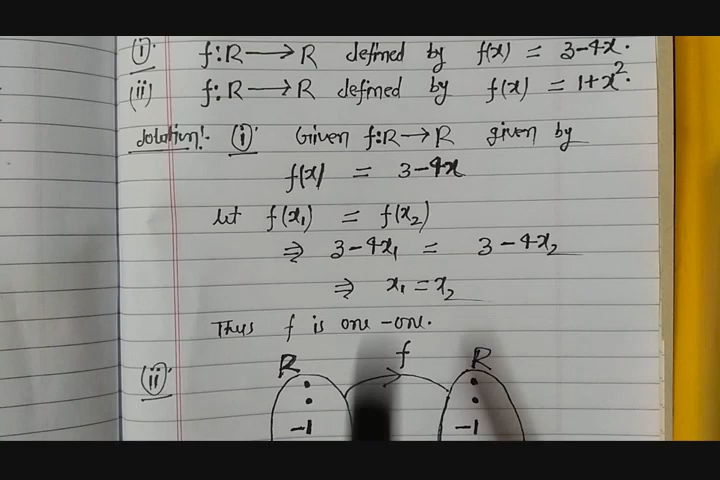 (i) f:R → R defined by f(x) = 3-4x.
(ii) f:R → R defined by f(x) = 1+x².
Solution: (i) Given f:R→R given by
f(x) = 3-4x
let f(x₁) = f(x₂)
⇒ 3-4x₁ = 3-4x₂
⇒ x₁ = x₂
Thus f is one-one.
(ii) R f R
-1 -1